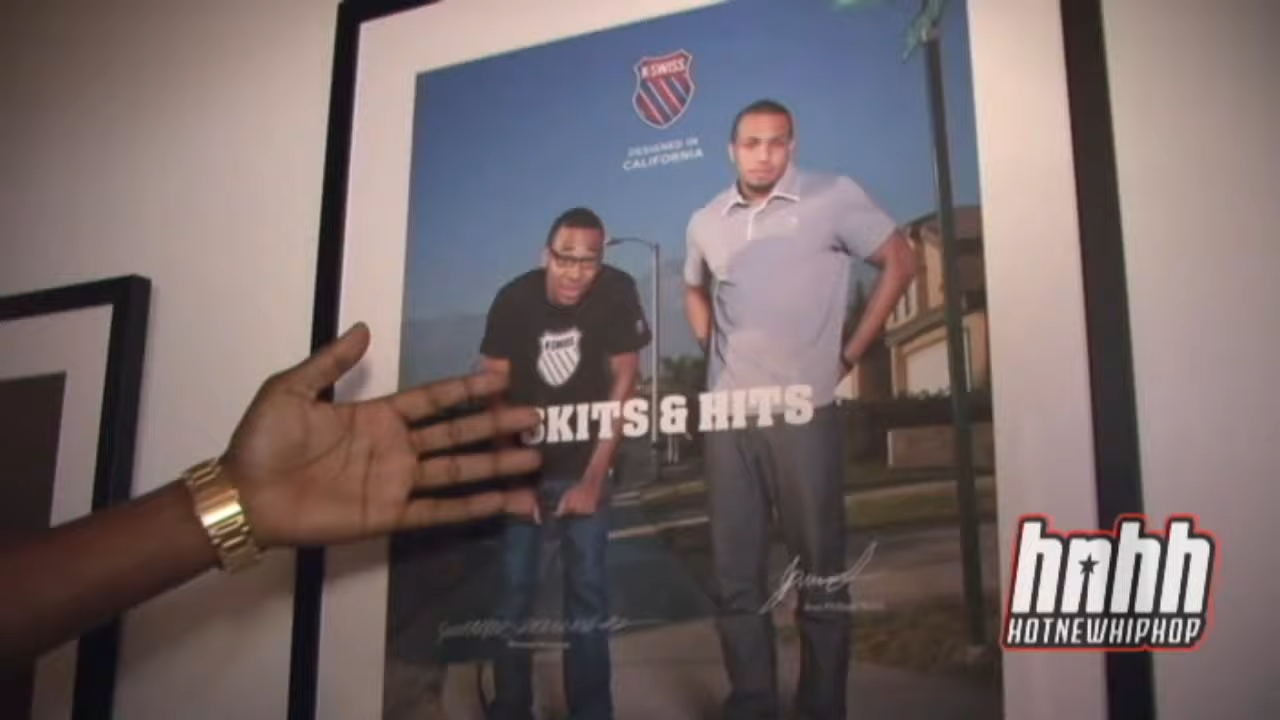 K·SWISS
DESIGNED IN
CALIFORNIA
K·SWISS
SKITS & HITS
hnhh
HOTNEWHIPHOP